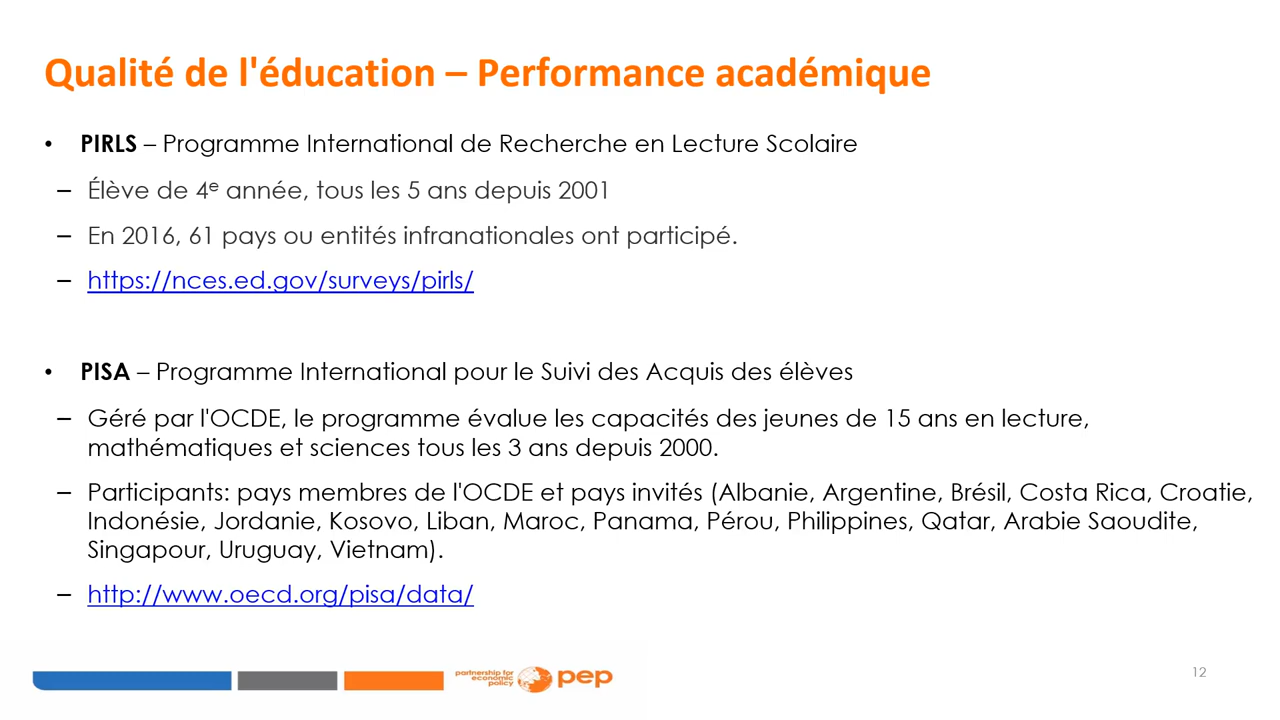 Qualité de l'éducation – Performance académique
• PIRLS – Programme International de Recherche en Lecture Scolaire
– Élève de 4e année, tous les 5 ans depuis 2001
– En 2016, 61 pays ou entités infranationales ont participé.
– https://nces.ed.gov/surveys/pirls/
• PISA – Programme International pour le Suivi des Acquis des élèves
– Géré par l'OCDE, le programme évalue les capacités des jeunes de 15 ans en lecture,
mathématiques et sciences tous les 3 ans depuis 2000.
– Participants: pays membres de l'OCDE et pays invités (Albanie, Argentine, Brésil, Costa Rica, Croatie,
Indonésie, Jordanie, Kosovo, Liban, Maroc, Panama, Pérou, Philippines, Qatar, Arabie Saoudite,
Singapour, Uruguay, Vietnam).
– http://www.oecd.org/pisa/data/
partnership for
economic
policy
pep
12